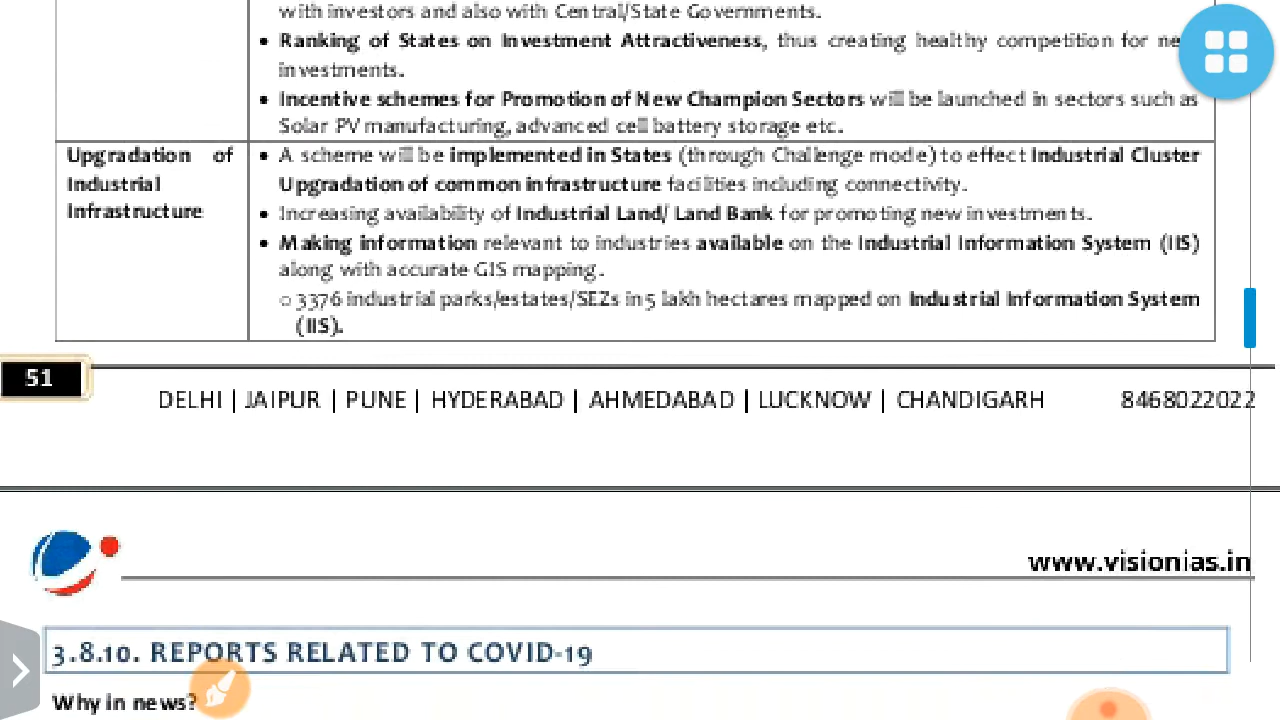 with investors and also with Central/State Governments.
• Ranking of States on Investment Attractiveness, thus creating healthy competition for
investments.
• Incentive schemes for Promotion of New Champion Sectors will be launched in sectors such as
Solar PV manufacturing, advanced cell battery storage etc.
Upgradation of
Industrial
Infrastructure
• A scheme will be implemented in States (through Challenge mode) to effect Industrial Cluster
Upgradation of common infrastructure facilities including connectivity.
• Increasing availability of Industrial Land/ Land Bank for promoting new investments.
• Making information relevant to industries available on the Industrial Information System (IIS)
along with accurate GIS mapping.
○ 3376 industrial parks/estates/SEZs in 5 lakh hectares mapped on Industrial Information System
(IIS).
51
DELHI | JAIPUR | PUNE | HYDERABAD | AHMEDABAD | LUCKNOW | CHANDIGARH 8468022022
www.visionias.in
3.8.10. REPORTS RELATED TO COVID-19
Why in news?